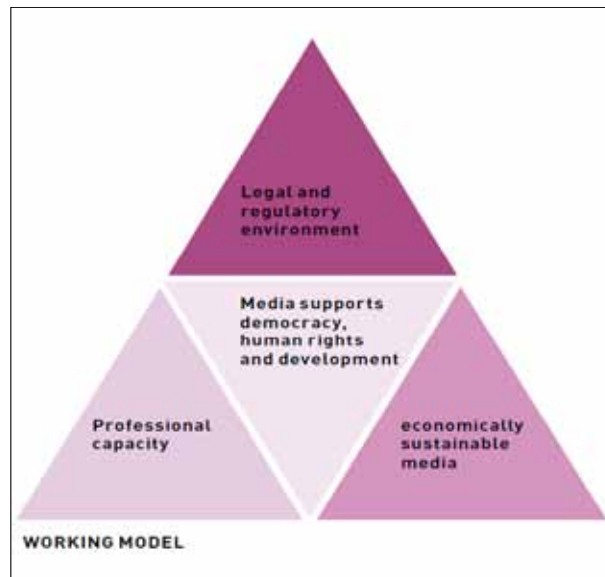 Legal and
regulatory
environment
Media supports
democracy,
human rights
and development
Professional
capacity
economically
sustainable
media
WORKING MODEL